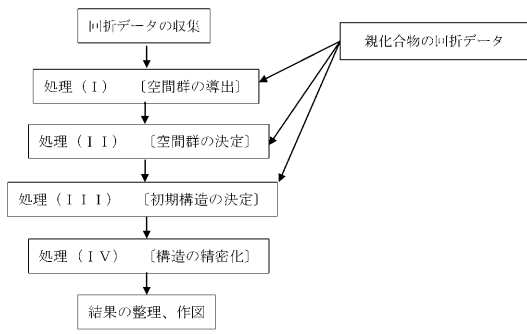 回折データの収集
親化合物の回折データ
処理（Ｉ）　〔空間群の導出〕
処理（ＩＩ）　〔空間群の決定〕
処理（ＩＩＩ）　〔初期構造の決定〕
処理（ＩＶ）　〔構造の精密化〕
結果の整理、作図